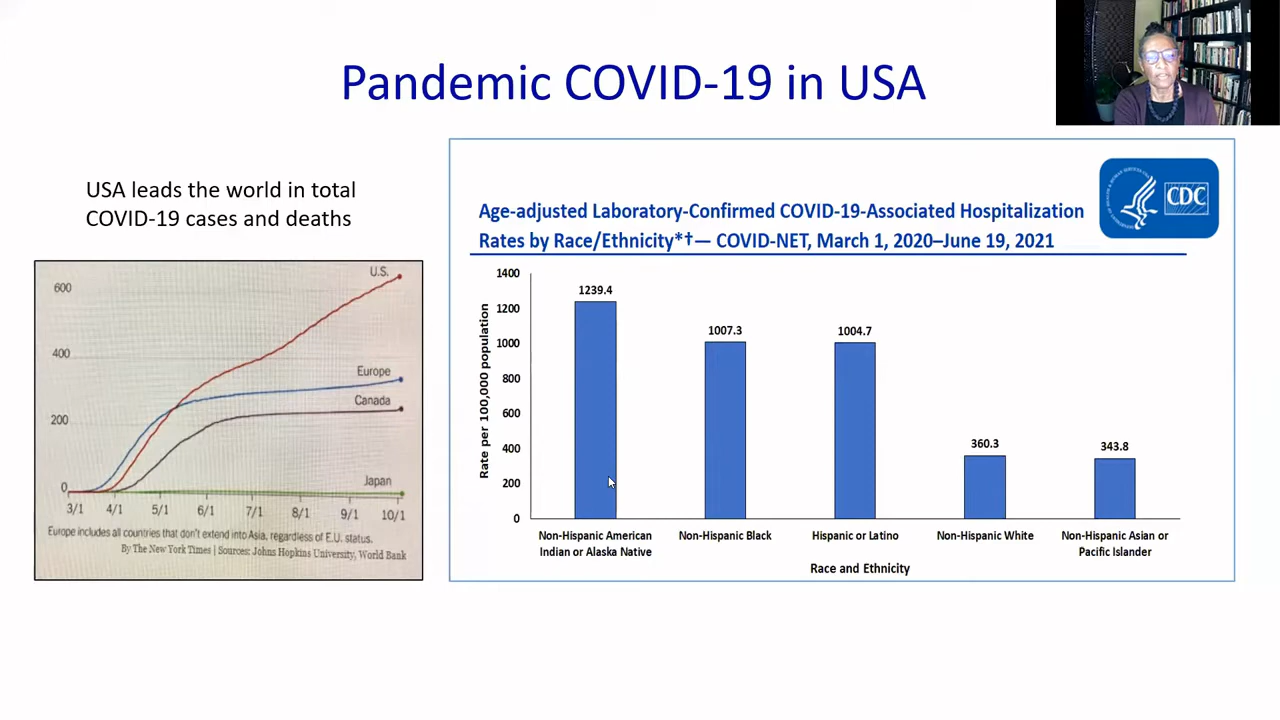 Pandemic COVID-19 in USA
USA leads the world in total
COVID-19 cases and deaths
U.S.
600
400
Europe
Canada
200
Japan
0
3/1 4/1 5/1 6/1 7/1 8/1 9/1 10/1
Europe includes all countries that don't extend into Asia, regardless of E.U. status.
By The New York Times | Sources: Johns Hopkins University, World Bank
CDC
Age-adjusted Laboratory-Confirmed COVID-19-Associated Hospitalization
Rates by Race/Ethnicity*†— COVID-NET, March 1, 2020–June 19, 2021
Rate per 100,000 population
1400
1200
1000
800
600
400
200
0
1239.4
1007.3
1004.7
360.3
343.8
Non-Hispanic American
Indian or Alaska Native
Non-Hispanic Black
Hispanic or Latino
Non-Hispanic White
Non-Hispanic Asian or
Pacific Islander
Race and Ethnicity